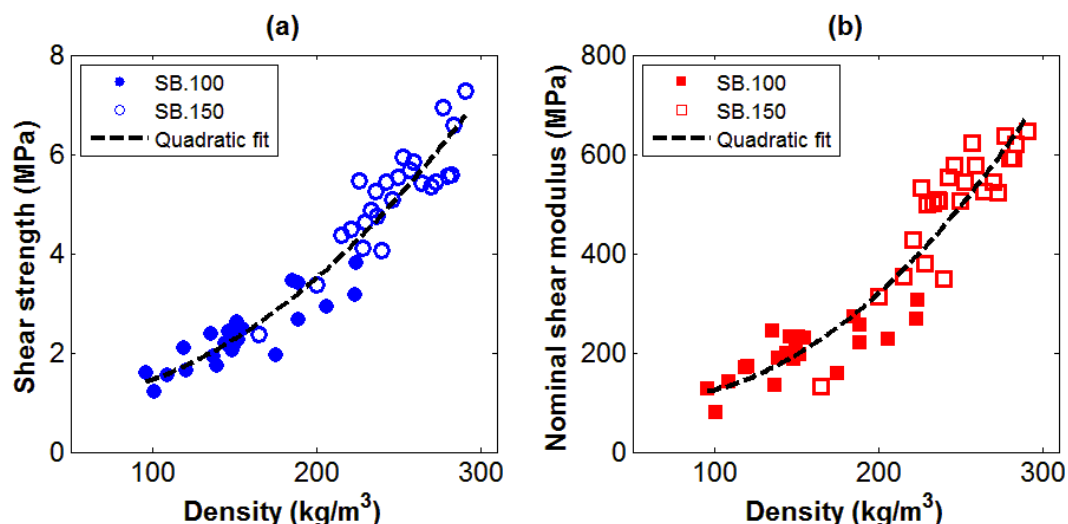 (a)
Shear strength (MPa)
8
6
4
2
0
SB.100
SB.150
Quadratic fit
100
200
300
Density (kg/m³)
(b)
Nominal shear modulus (MPa)
800
600
400
200
0
SB.100
SB.150
Quadratic fit
100
200
300
Density (kg/m³)